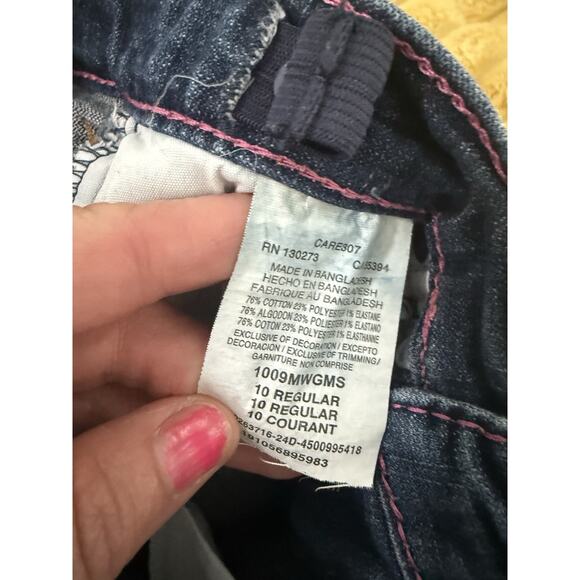 CARE307
RN 130273
MADE IN BANGLADESH
HECHO EN BANGLADESH
FABRIQUE AU BANGLADESH
76% COTTON 23% POLYESTER 1% ELASTANE
76% ALGODON 23% POLIESTER 1% ELASTANO
76% COTON 23% POLYESTER 1% ELASTHANNE
EXCLUSIVE OF DECORATION / EXCEPTO
DECORACION / EXCLUSIVE OF TRIMMING/
GARNITURE NON COMPRISE
1009MWGMS
10 REGULAR
10 REGULAR
10 COURANT
263716-24D-4500995418
191056895983